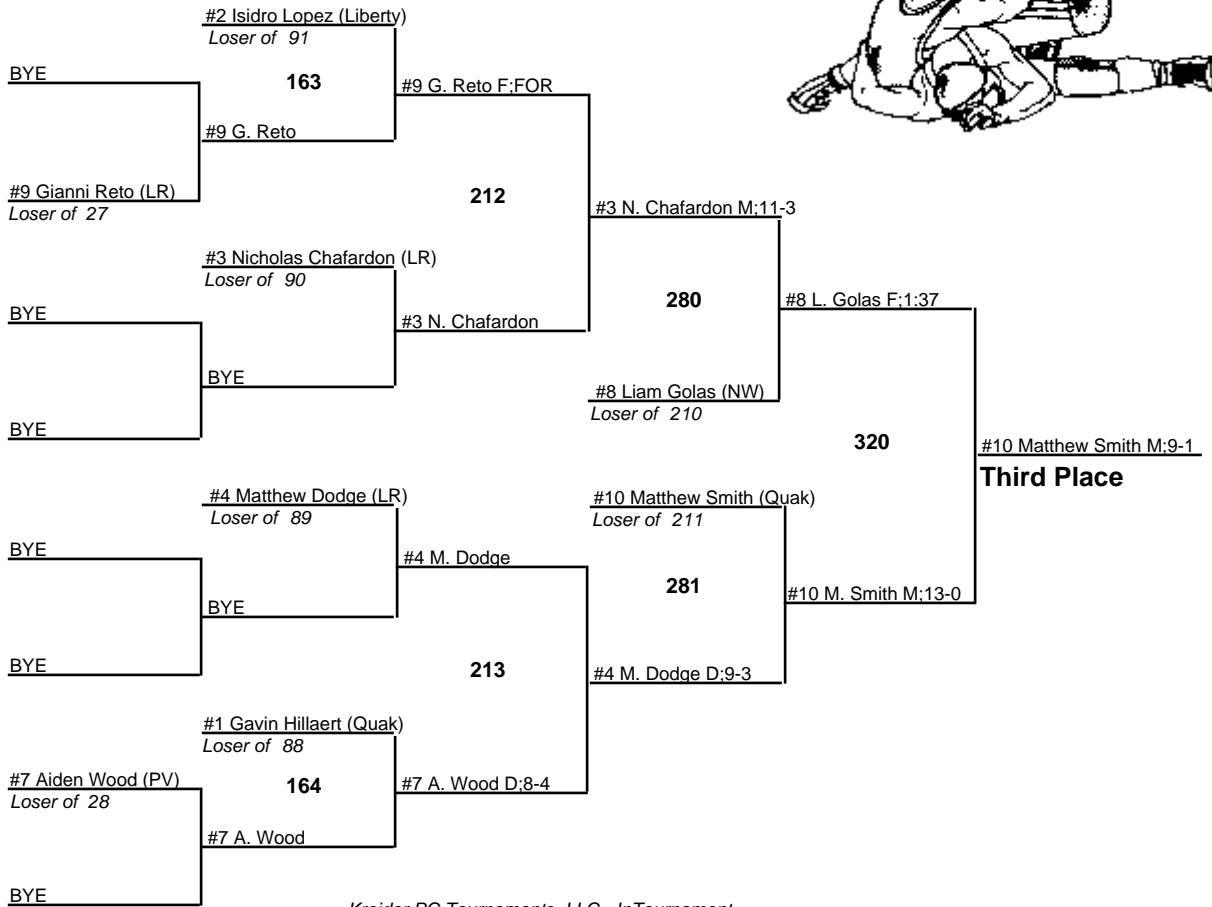 #2 Isidro Lopez (Liberty)
Loser of 91
BYE
163
#9 G. Reto F;FOR
#9 G. Reto
#9 Gianni Reto (LR)
Loser of 27
212
#3 N. Chafardon M;11-3
#3 Nicholas Chafardon (LR)
Loser of 90
280
#8 L. Golas F;1:37
BYE
#3 N. Chafardon
BYE
#8 Liam Golas (NW)
Loser of 210
BYE
320
#10 Matthew Smith M;9-1
Third Place
#4 Matthew Dodge (LR)
Loser of 89
#10 Matthew Smith (Quak)
Loser of 211
BYE
#4 M. Dodge
281
#10 M. Smith M;13-0
BYE
BYE
213
#4 M. Dodge D;9-3
#1 Gavin Hillaert (Quak)
Loser of 88
#7 Aiden Wood (PV)
Loser of 28
164
#7 A. Wood D;8-4
#7 A. Wood
BYE
Kreider PC Tournaments, LLC - InTournament